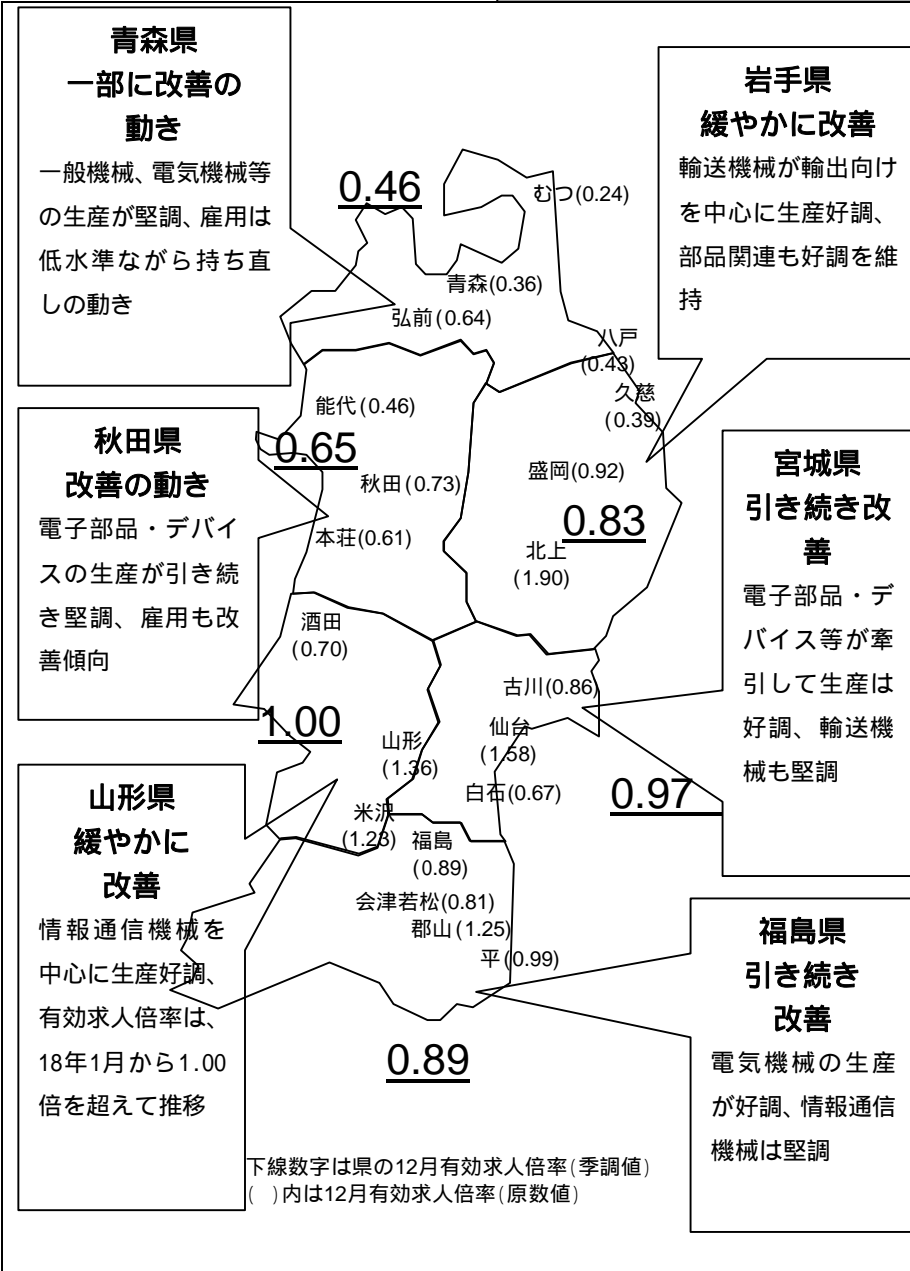 青森県
一部に改善の
動き
一般機械、電気機械等
の生産が堅調、雇用は
低水準ながら持ち直
しの動き
岩手県
緩やかに改善
輸送機械が輸出向け
を中心に生産好調、
部品関連も好調を維
持
0.46
むつ(0.24)
青森(0.36)
弘前(0.64)
八戸
(0.43)
久慈
(0.39)
秋田県
改善の動き
電子部品・デバイ
スの生産が引き続
き堅調、雇用も改
善傾向
能代(0.46)
0.65
秋田(0.73)
本荘(0.61)
盛岡(0.92)
0.83
北上
(1.90)
宮城県
引き続き改
善
電子部品・デ
バイス等が牽
引して生産は
好調、輸送機
械も堅調
酒田
(0.70)
1.00
山形
(1.36)
米沢
(1.23)
古川(0.86)
仙台
(1.58)
白石(0.67)
0.97
山形県
緩やかに
改善
情報通信機械を
中心に生産好調、
有効求人倍率は、
18年1月から1.00
倍を超えて推移
福島
(0.89)
会津若松(0.81)
郡山(1.25)
平(0.99)
0.89
福島県
引き続き
改善
電気機械の生産
が好調、情報通信
機械は堅調
下線数字は県の12月有効求人倍率(季調値)
( )内は12月有効求人倍率(原数値)